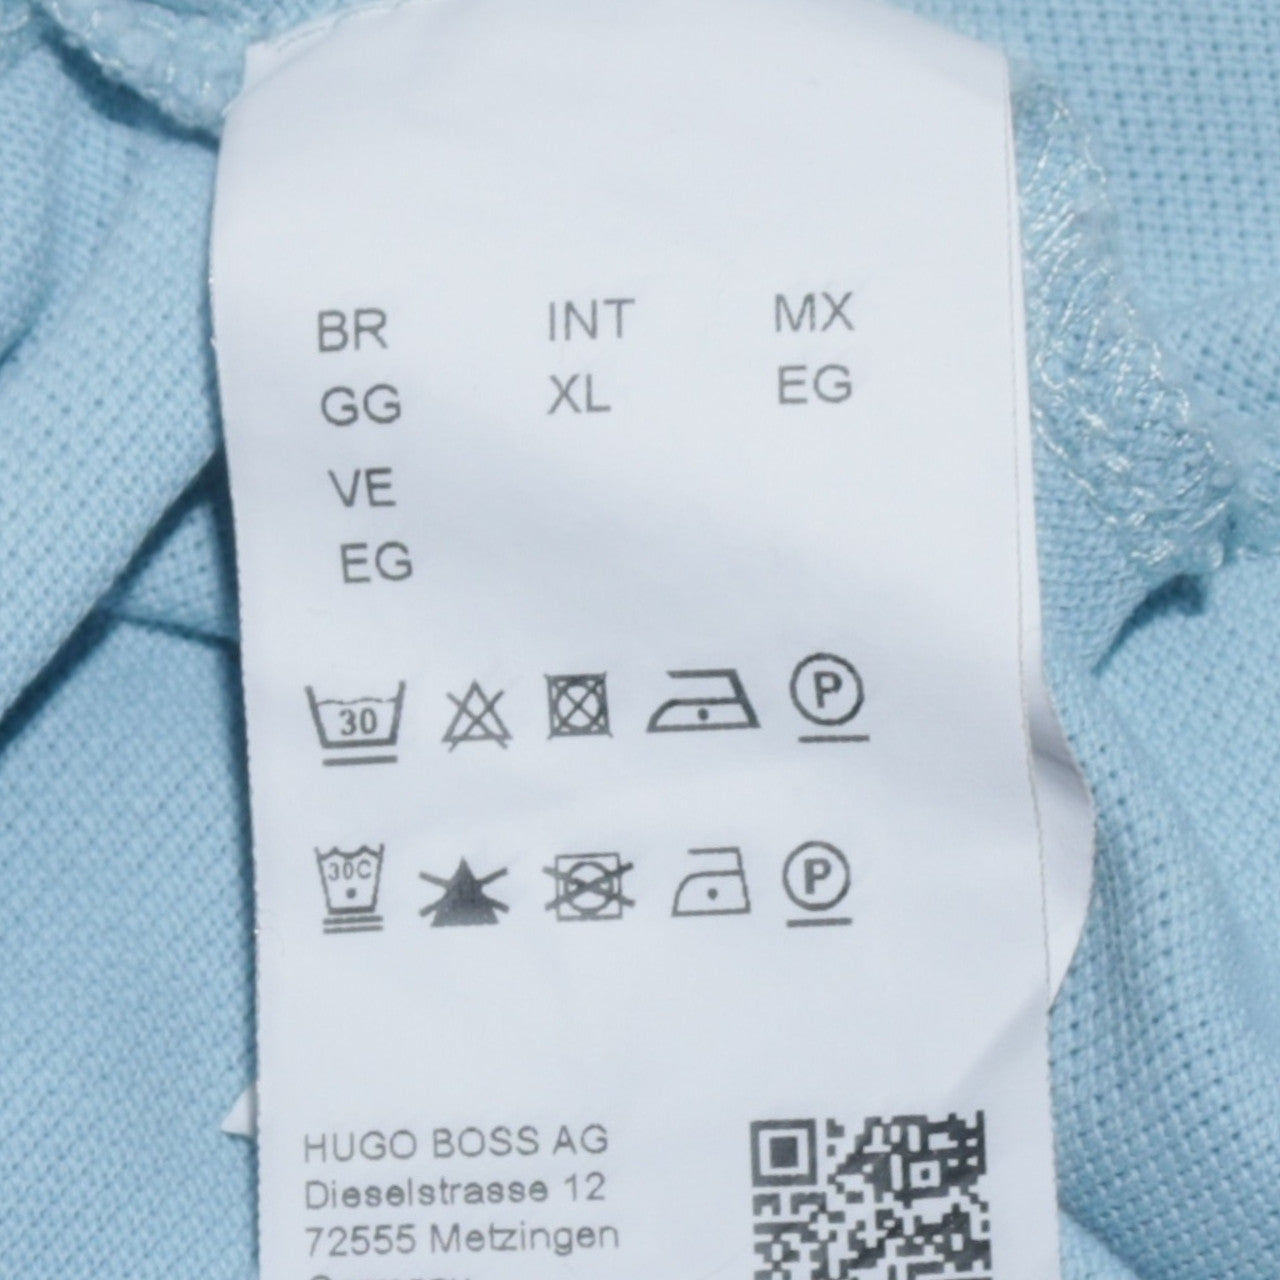 BR INT MX
GG XL EG
VE
EG
30 P
30C P
HUGO BOSS AG
Dieselstrasse 12
72555 Metzingen